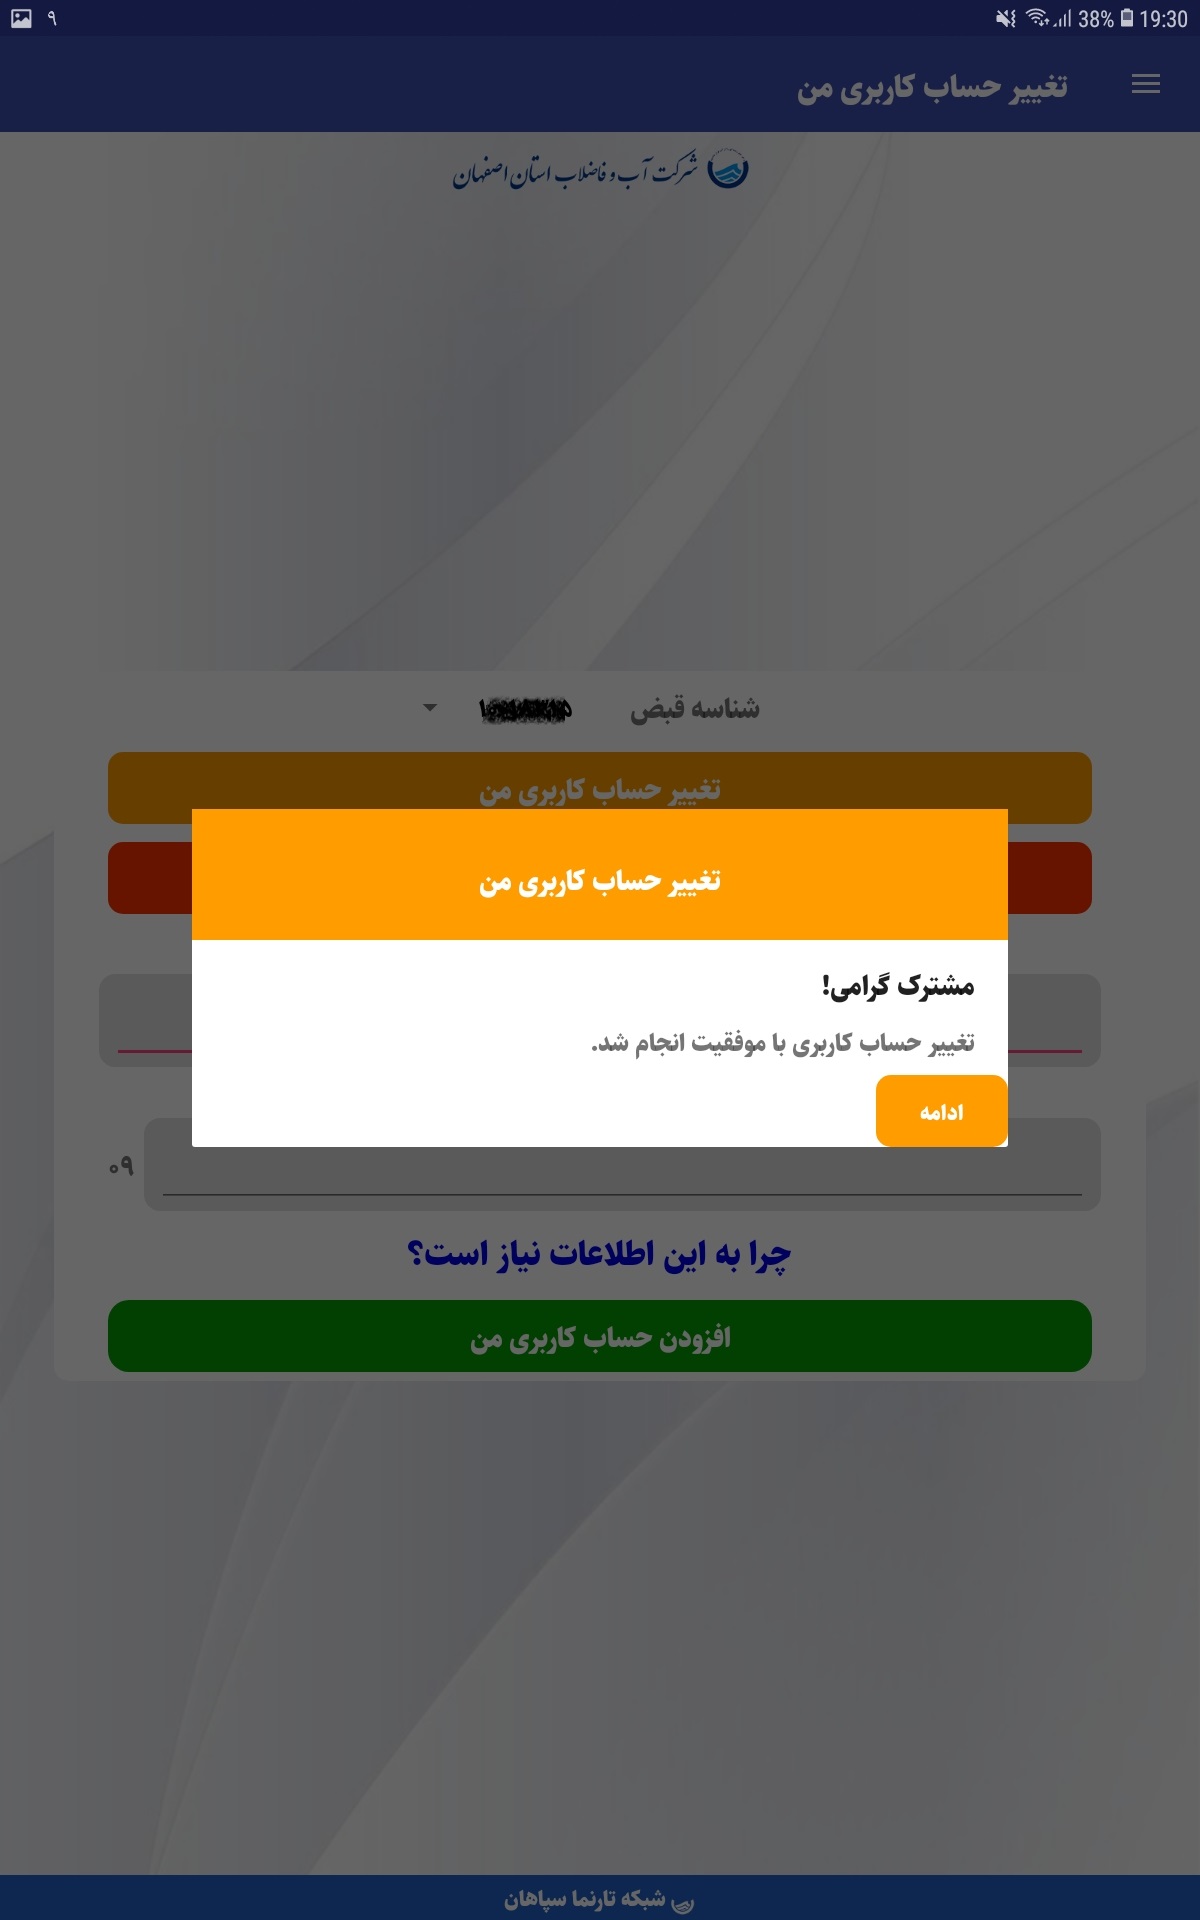 ۹ 38% 19:30
تغییر حساب کاربری من
شرکت آب و فاضلاب استان اصفهان
شناسه قبض
تغییر حساب کاربری من
تغییر حساب کاربری من
مشترک گرامی!
تغییر حساب کاربری با موفقیت انجام شد.
ادامه
۰۹
چرا به این اطلاعات نیاز است؟
افزودن حساب کاربری من
شبکه تارنما سپاهان